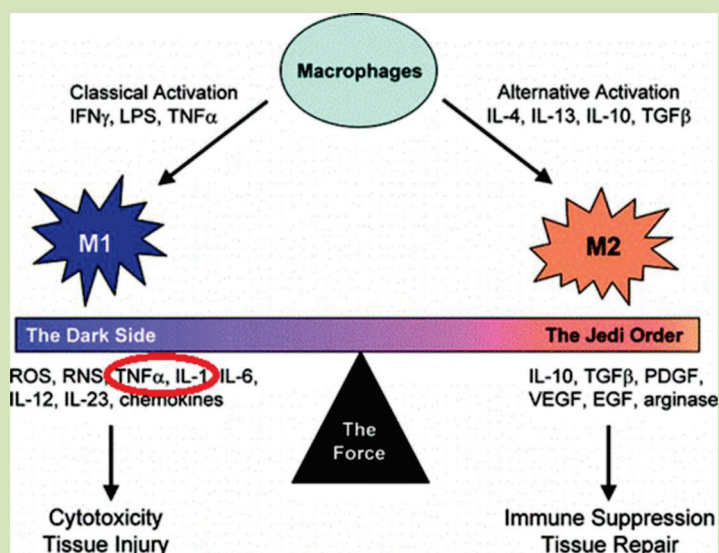 Macrophages
Classical Activation
IFNγ, LPS, TNFα
Alternative Activation
IL-4, IL-13, IL-10, TGFβ
M1
M2
The Dark Side
The Jedi Order
ROS, RNS, TNFα, IL-1, IL-6,
IL-12, IL-23, chemokines
IL-10, TGFβ, PDGF,
VEGF, EGF, arginase
The
Force
Cytotoxicity
Tissue Injury
Immune Suppression
Tissue Repair